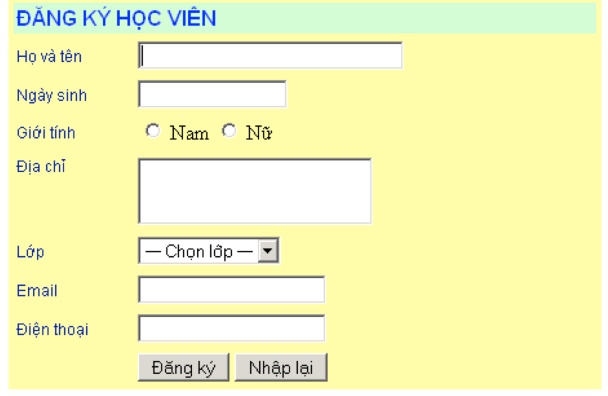 ĐĂNG KÝ HỌC VIÊN
Họ và tên
Ngày sinh
Giới tính Nam Nữ
Địa chỉ
Lớp — Chọn lớp —
Email
Điện thoại
Đăng ký Nhập lại